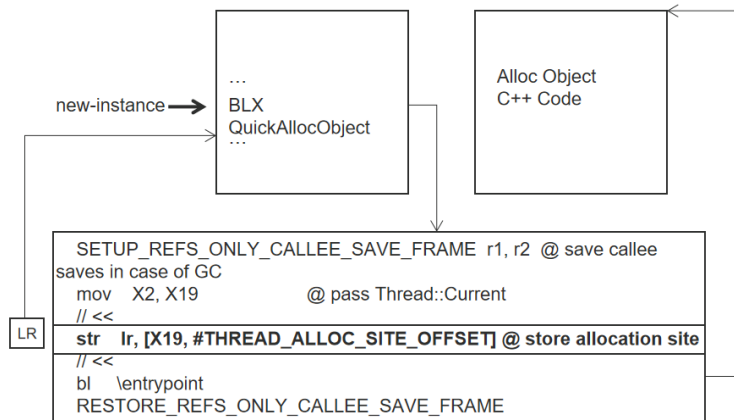 …
new-instance
BLX
QuickAllocObject
…
Alloc Object
C++ Code
SETUP_REFS_ONLY_CALLEE_SAVE_FRAME r1, r2 @ save callee
saves in case of GC
mov X2, X19 @ pass Thread::Current
// <<
LR
str lr, [X19, #THREAD_ALLOC_SITE_OFFSET] @ store allocation site
// <<
bl \entrypoint
RESTORE_REFS_ONLY_CALLEE_SAVE_FRAME